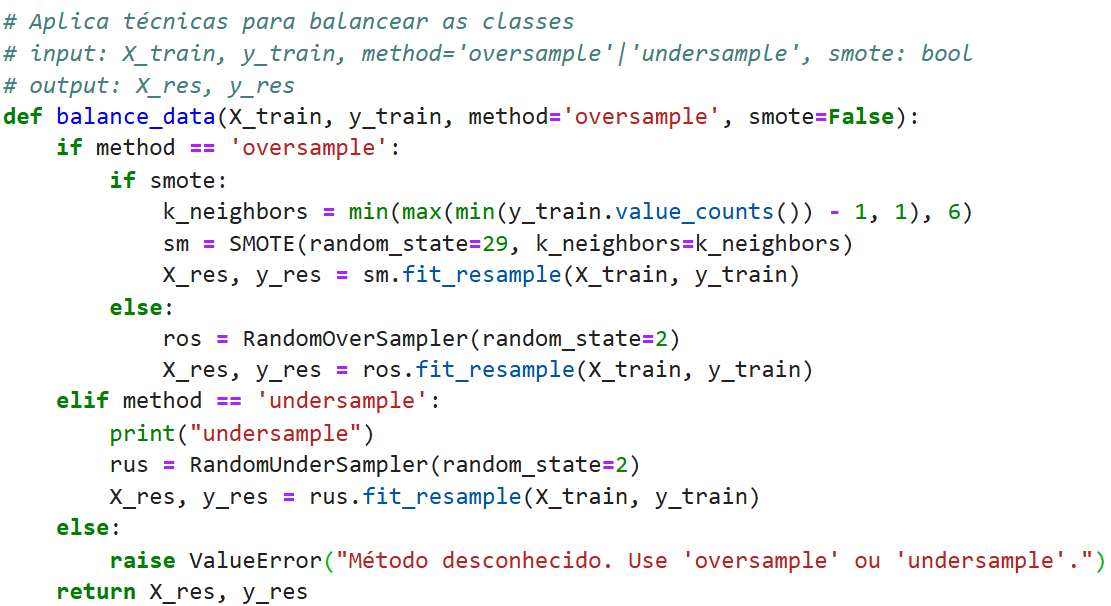 # Aplica técnicas para balancear as classes
# input: X_train, y_train, method='oversample'|'undersample', smote: bool
# output: X_res, y_res
def balance_data(X_train, y_train, method='oversample', smote=False):
    if method == 'oversample':
        if smote:
            k_neighbors = min(max(min(y_train.value_counts()) - 1, 1), 6)
            sm = SMOTE(random_state=29, k_neighbors=k_neighbors)
            X_res, y_res = sm.fit_resample(X_train, y_train)
        else:
            ros = RandomOverSampler(random_state=2)
            X_res, y_res = ros.fit_resample(X_train, y_train)
    elif method == 'undersample':
        print("undersample")
        rus = RandomUnderSampler(random_state=2)
        X_res, y_res = rus.fit_resample(X_train, y_train)
    else:
        raise ValueError("Método desconhecido. Use 'oversample' ou 'undersample'.")
    return X_res, y_res